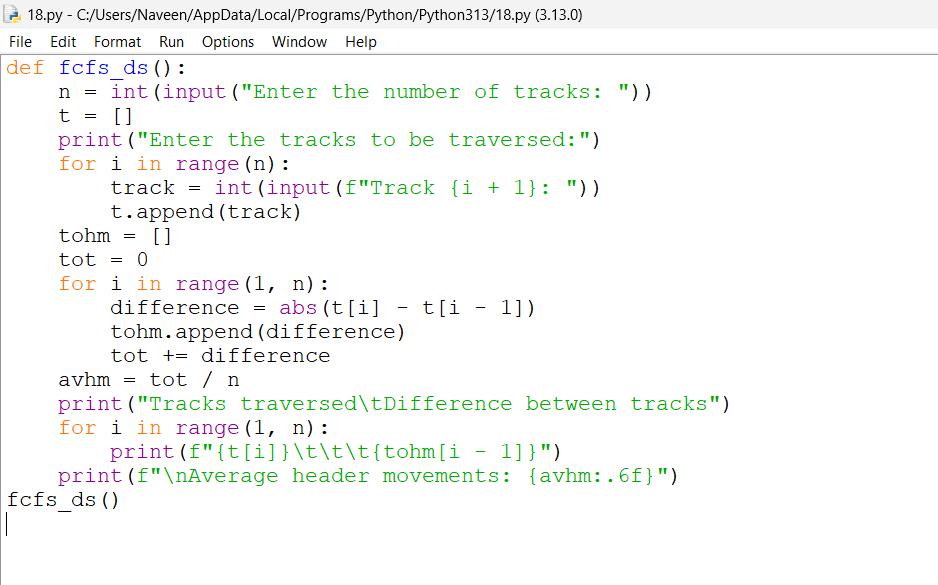 18.py - C:/Users/Naveen/AppData/Local/Programs/Python/Python313/18.py (3.13.0)
File Edit Format Run Options Window Help
def fcfs_ds():
    n = int(input("Enter the number of tracks: "))
    t = []
    print("Enter the tracks to be traversed:")
    for i in range(n):
        track = int(input(f"Track {i + 1}: "))
        t.append(track)
    tohm = []
    tot = 0
    for i in range(1, n):
        difference = abs(t[i] - t[i - 1])
        tohm.append(difference)
        tot += difference
    avhm = tot / n
    print("Tracks traversed\tDifference between tracks")
    for i in range(1, n):
        print(f"{t[i]}\t\t\t{tohm[i - 1]}")
    print(f"\nAverage header movements: {avhm:.6f}")
fcfs_ds()